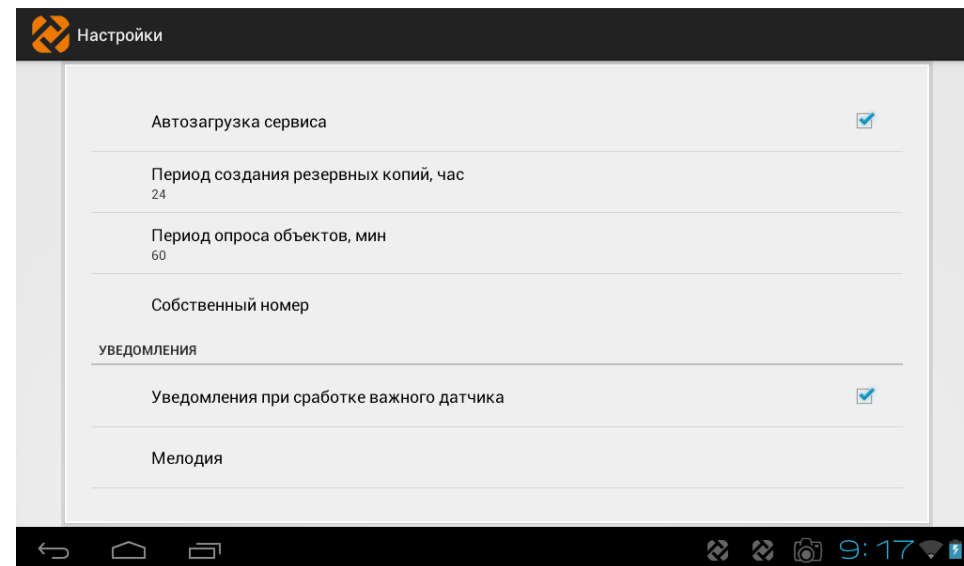 Настройки
Автозагрузка сервиса
Период создания резервных копий, час
24
Период опроса объектов, мин
60
Собственный номер
УВЕДОМЛЕНИЯ
Уведомления при сработке важного датчика
Мелодия
9:17